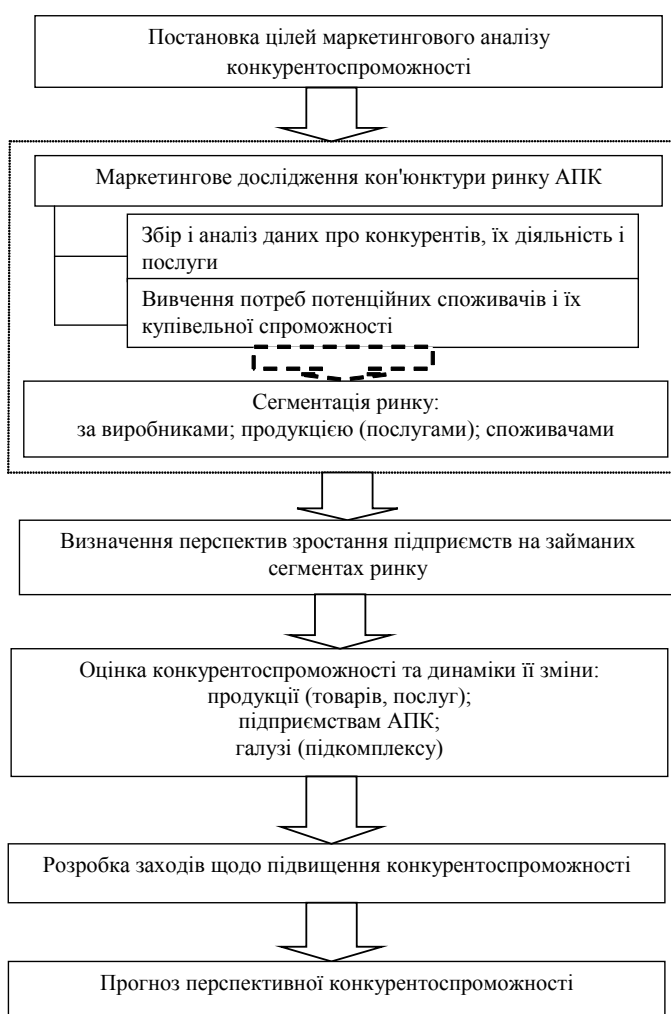 Постановка цілей маркетингового аналізу
конкурентоспроможності
Маркетингове дослідження кон'юнктури ринку АПК
Збір і аналіз даних про конкурентів, їх діяльність і
послуги
Вивчення потреб потенційних споживачів і їх
купівельної спроможності
Сегментація ринку:
за виробниками; продукцією (послугами); споживачами
Визначення перспектив зростання підприємств на займаних
сегментах ринку
Оцінка конкурентоспроможності та динаміки її зміни:
продукції (товарів, послуг);
підприємствам АПК;
галузі (підкомплексу)
Розробка заходів щодо підвищення конкурентоспроможності
Прогноз перспективної конкурентоспроможності